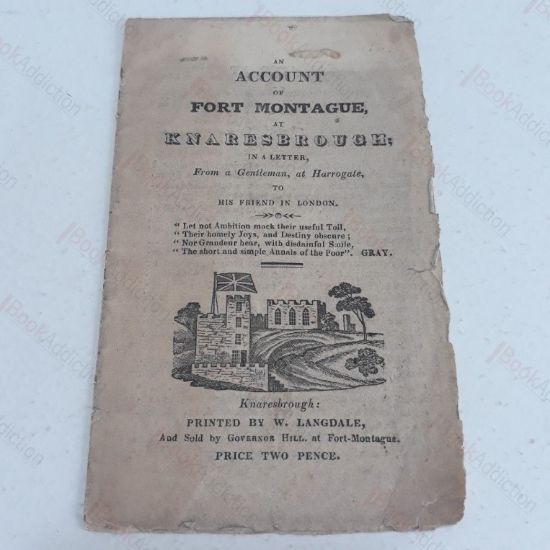 AN
ACCOUNT
OF
FORT MONTAGUE,
AT
KNARESBROUGH;
IN A LETTER,
From a Gentleman, at Harrogate,
TO
HIS FRIEND IN LONDON.
" Let not Ambition mock their useful Toil,
" Their homely Joys, and Destiny obscure ;
" Nor Grandeur hear, with disdainful Smile,
" The short and simple Annals of the Poor". GRAY.
Knaresbrough:
PRINTED BY W. LANGDALE,
And Sold by GOVERNOR HILL, at Fort-Montague.
PRICE TWO PENCE.
BookAddiction